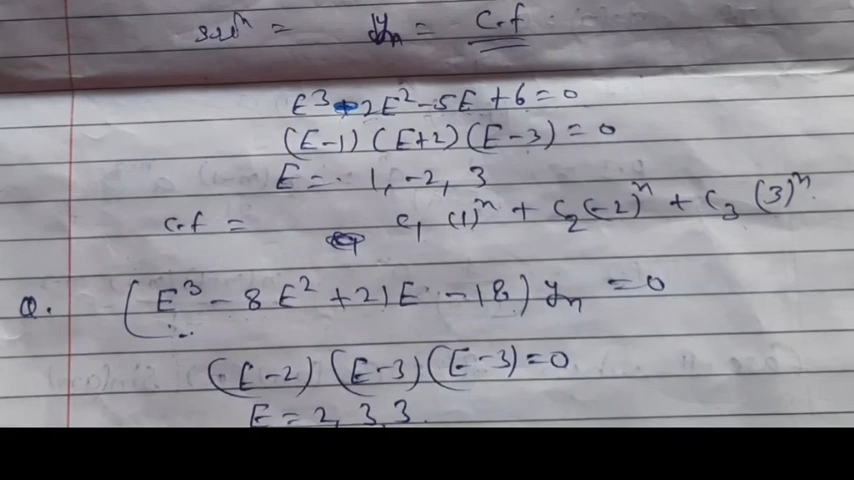 solⁿ = yₙ = C.f
E³ - 2E² - 5E + 6 = 0
(E-1) (E+2) (E-3) = 0
E = 1, -2, 3
C.f = C₁ (1)ⁿ + C₂ (-2)ⁿ + C₃ (3)ⁿ
Q. (E³ - 8E² + 21E - 18) yₙ = 0
(E-2) (E-3) (E-3) = 0
E = 2, 3, 3.